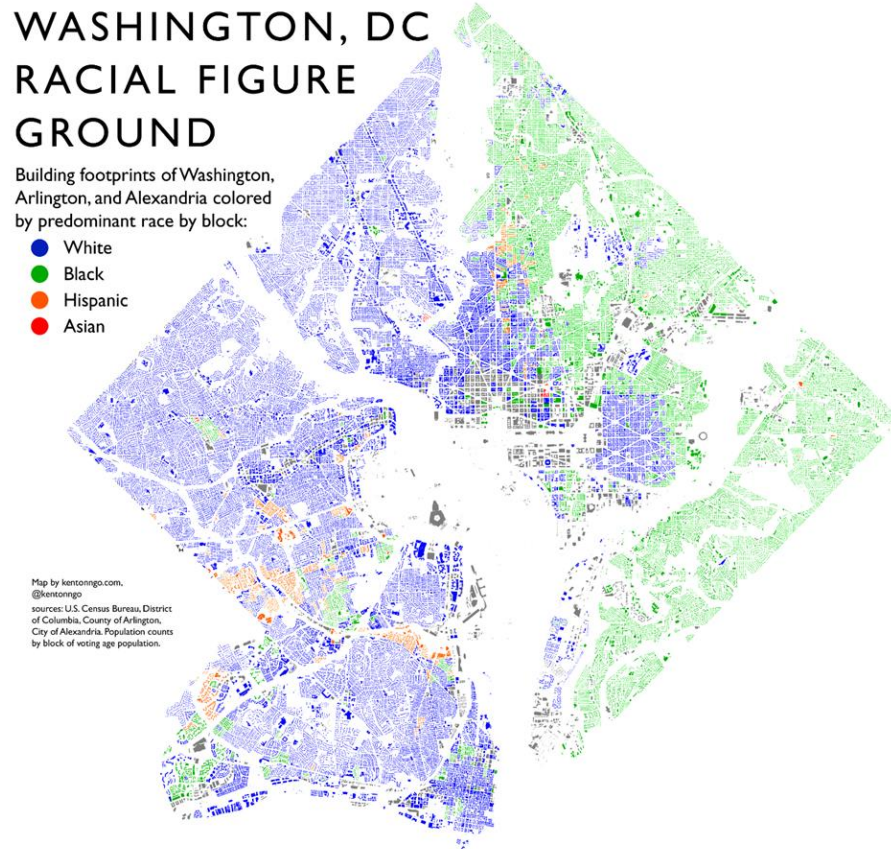 WASHINGTON, DC
RACIAL FIGURE
GROUND
Building footprints of Washington,
Arlington, and Alexandria colored
by predominant race by block:
White
Black
Hispanic
Asian
Map by kentonngo.com,
@kentonngo
sources: U.S. Census Bureau, District
of Columbia, County of Arlington,
City of Alexandria. Population counts
by block of voting age population.